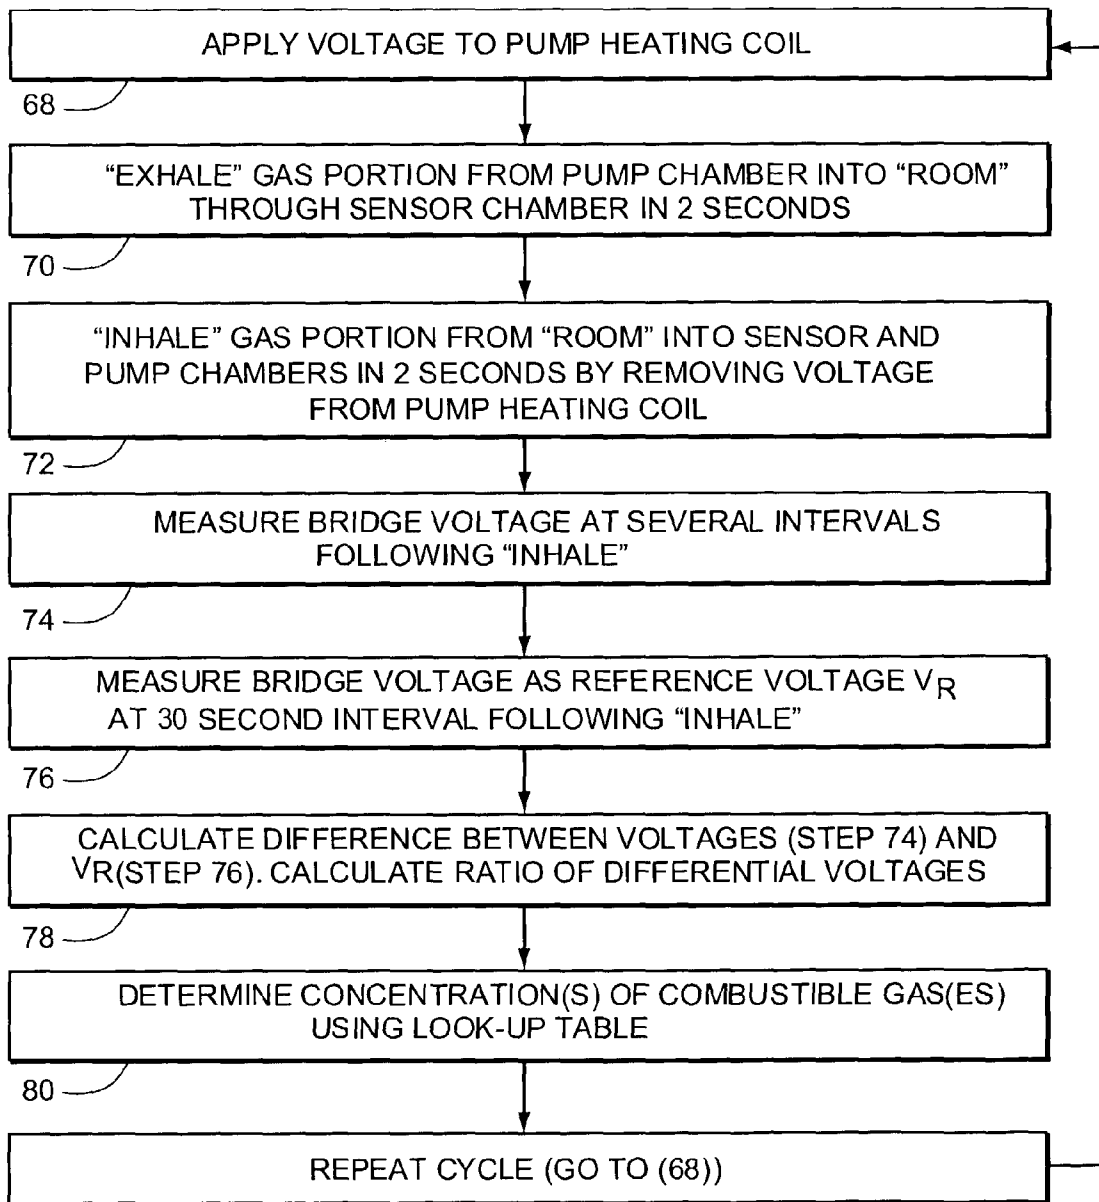 APPLY VOLTAGE TO PUMP HEATING COIL
68
“EXHALE” GAS PORTION FROM PUMP CHAMBER INTO “ROOM”
THROUGH SENSOR CHAMBER IN 2 SECONDS
70
“INHALE” GAS PORTION FROM “ROOM” INTO SENSOR AND
PUMP CHAMBERS IN 2 SECONDS BY REMOVING VOLTAGE
FROM PUMP HEATING COIL
72
MEASURE BRIDGE VOLTAGE AT SEVERAL INTERVALS
FOLLOWING “INHALE”
74
MEASURE BRIDGE VOLTAGE AS REFERENCE VOLTAGE VR
AT 30 SECOND INTERVAL FOLLOWING “INHALE”
76
CALCULATE DIFFERENCE BETWEEN VOLTAGES (STEP 74) AND
VR(STEP 76). CALCULATE RATIO OF DIFFERENTIAL VOLTAGES
78
DETERMINE CONCENTRATION(S) OF COMBUSTIBLE GAS(ES)
USING LOOK-UP TABLE
80
REPEAT CYCLE (GO TO (68))